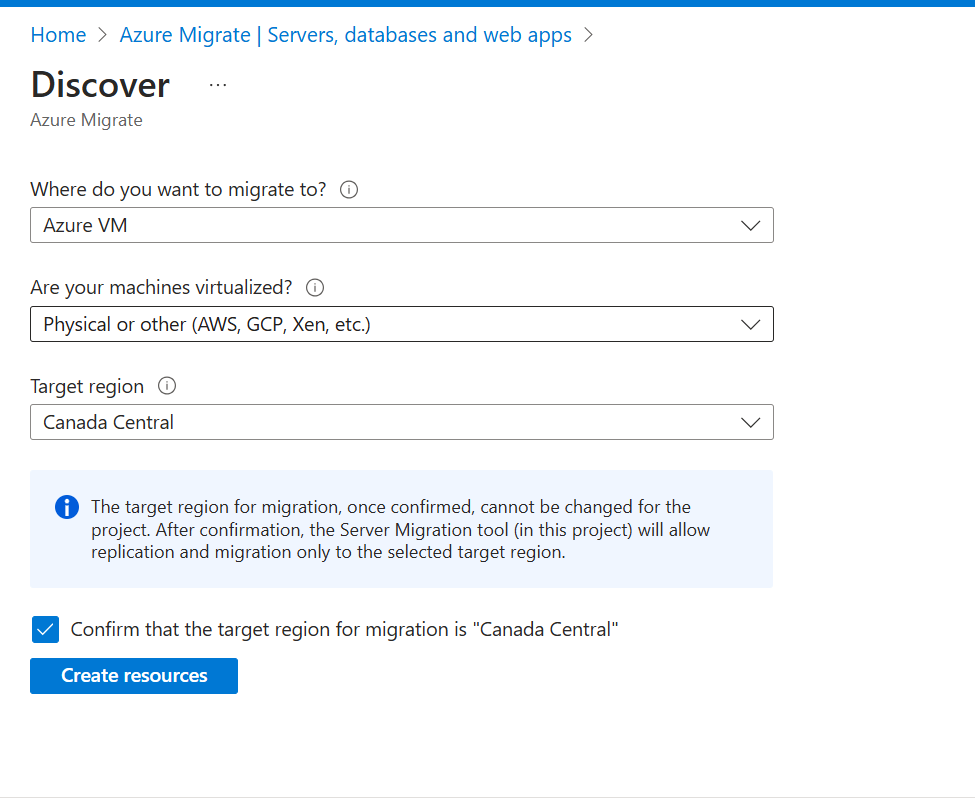 Home > Azure Migrate | Servers, databases and web apps >
Discover ...
Azure Migrate
Where do you want to migrate to?
Azure VM
Are your machines virtualized?
Physical or other (AWS, GCP, Xen, etc.)
Target region
Canada Central
The target region for migration, once confirmed, cannot be changed for the
project. After confirmation, the Server Migration tool (in this project) will allow
replication and migration only to the selected target region.
Confirm that the target region for migration is "Canada Central"
Create resources